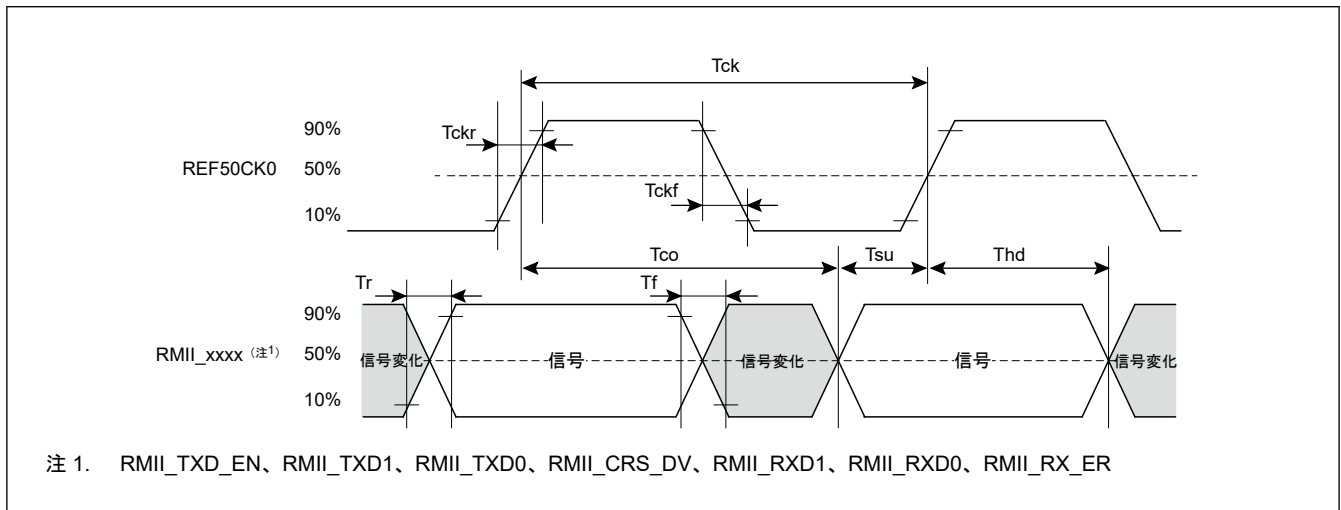 Tck
90%
Tckr
REF50CK0
50%
Tckf
10%
Tco
Tsu
Thd
Tr
Tf
90%
RMII_xxxx（注1）
50%
信号変化
信号
信号変化
信号
信号変化
10%
注 1. RMII_TXD_EN、RMII_TXD1、RMII_TXD0、RMII_CRS_DV、RMII_RXD1、RMII_RXD0、RMII_RX_ER